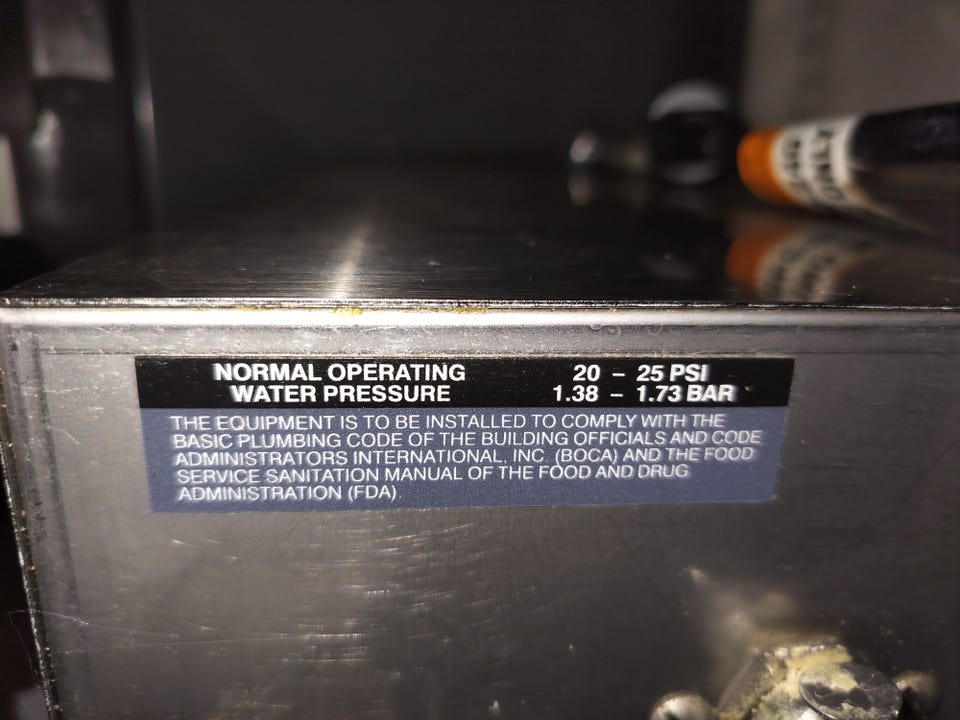 NORMAL OPERATING 20 – 25 PSI
WATER PRESSURE 1.38 – 1.73 BAR
THE EQUIPMENT IS TO BE INSTALLED TO COMPLY WITH THE
BASIC PLUMBING CODE OF THE BUILDING OFFICIALS AND CODE
ADMINISTRATORS INTERNATIONAL, INC. (BOCA) AND THE FOOD
SERVICE SANITATION MANUAL OF THE FOOD AND DRUG
ADMINISTRATION (FDA)
ONLY